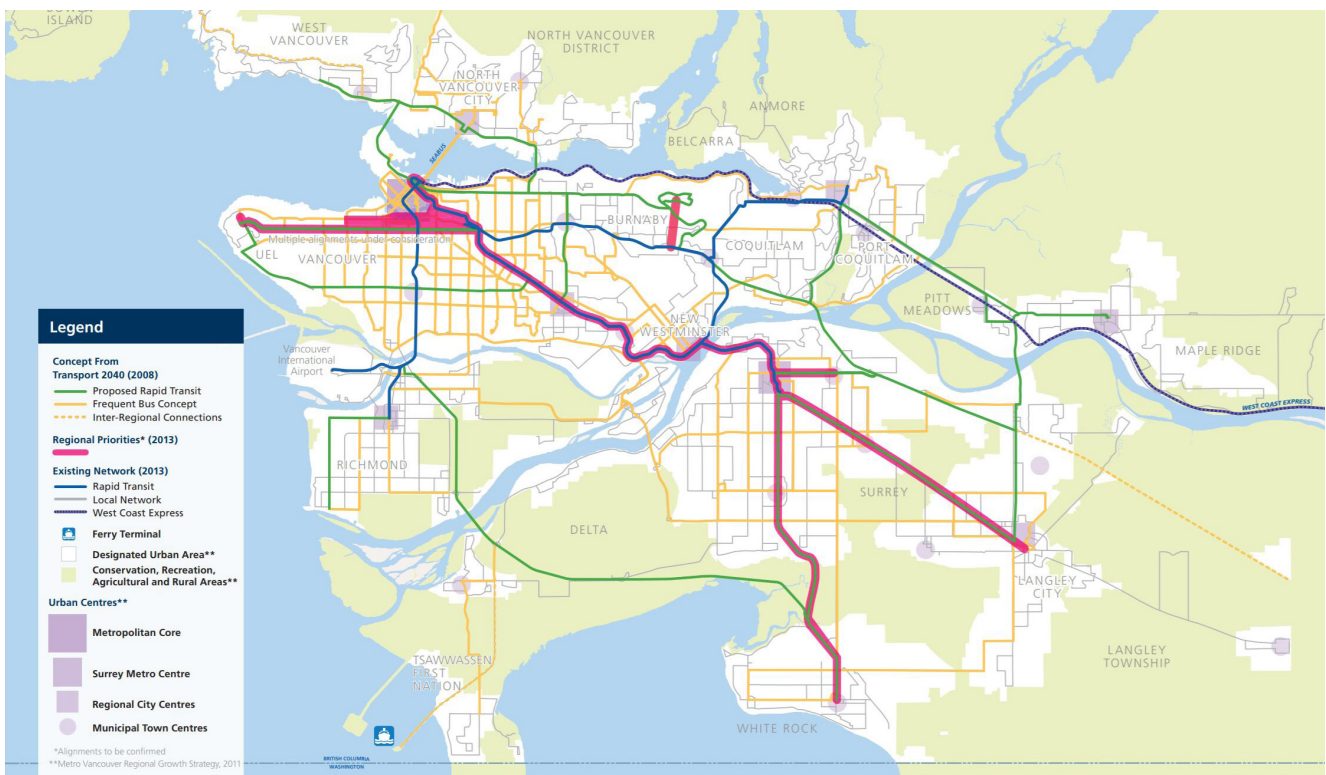 ISLAND
WEST
VANCOUVER
NORTH VANCOUVER
DISTRICT
NORTH
VANCOUVER
CITY
ANMORE
SEABUS
BELCARRA
BURNABY
Multiple alignments under consideration
UEL
VANCOUVER
COQUITLAM
PORT
COQUITLAM
PITT
MEADOWS
NEW
WESTMINSTER
MAPLE RIDGE
Vancouver
International
Airport
WEST COAST EXPRESS
RICHMOND
SURREY
DELTA
LANGLEY
CITY
LANGLEY
TOWNSHIP
TSAWWASSEN
FIRST
NATION
WHITE ROCK
BRITISH COLUMBIA
WASHINGTON
Legend
Concept From
Transport 2040 (2008)
Proposed Rapid Transit
Frequent Bus Concept
Inter-Regional Connections
Regional Priorities* (2013)
Existing Network (2013)
Rapid Transit
Local Network
West Coast Express
Ferry Terminal
Designated Urban Area**
Conservation, Recreation,
Agricultural and Rural Areas**
Urban Centres**
Metropolitan Core
Surrey Metro Centre
Regional City Centres
Municipal Town Centres
*Alignments to be confirmed
**Metro Vancouver Regional Growth Strategy, 2011